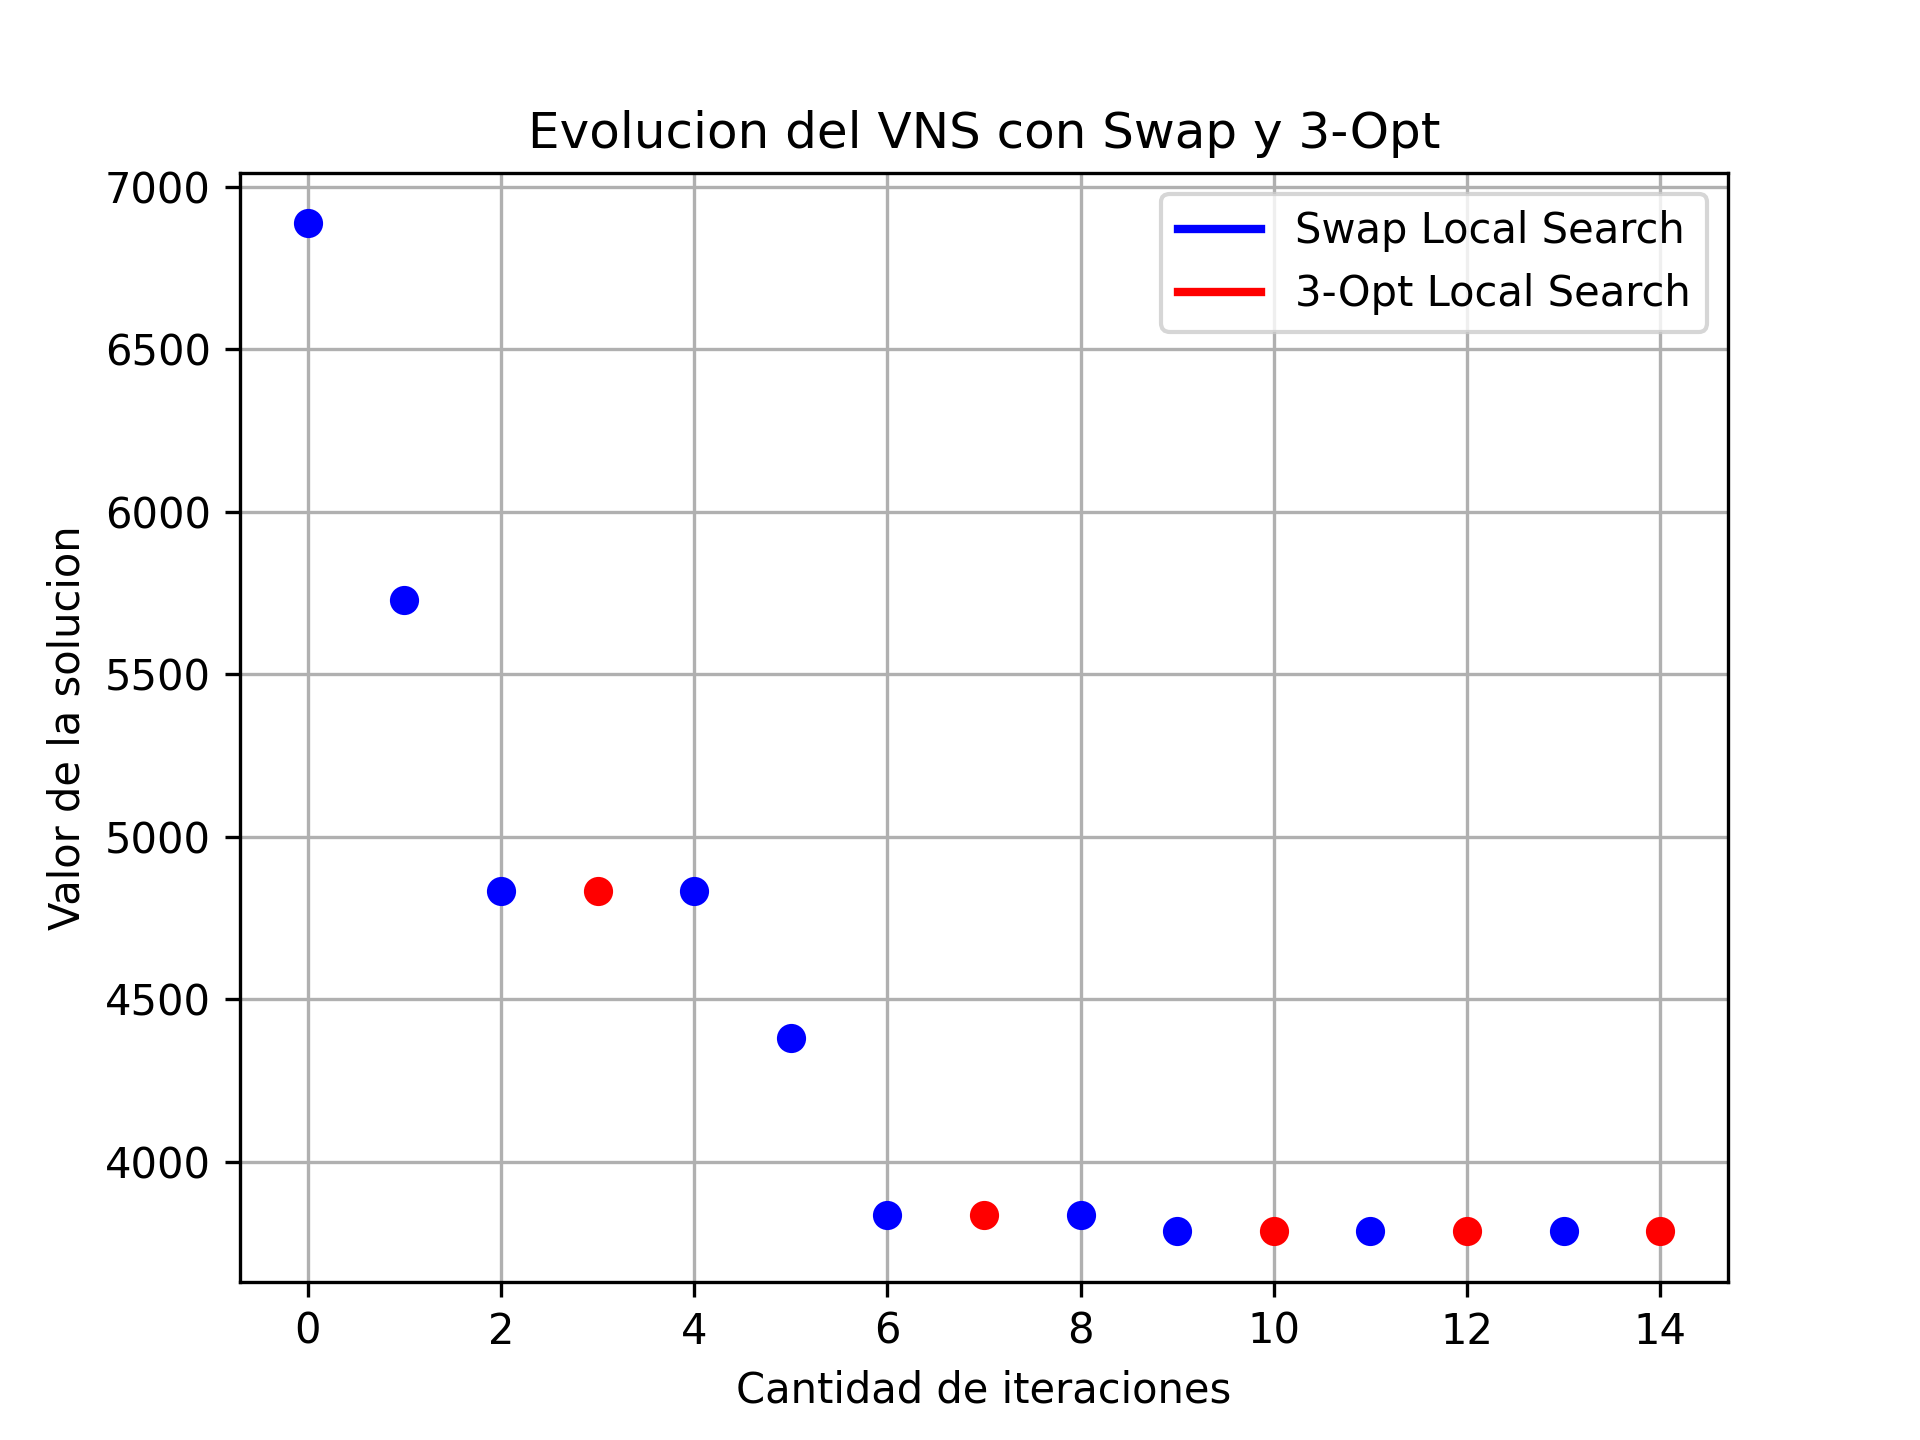 Evolucion del VNS con Swap y 3-Opt
Swap Local Search
3-Opt Local Search
Valor de la solucion
7000
6500
6000
5500
5000
4500
4000
0 2 4 6 8 10 12 14
Cantidad de iteraciones